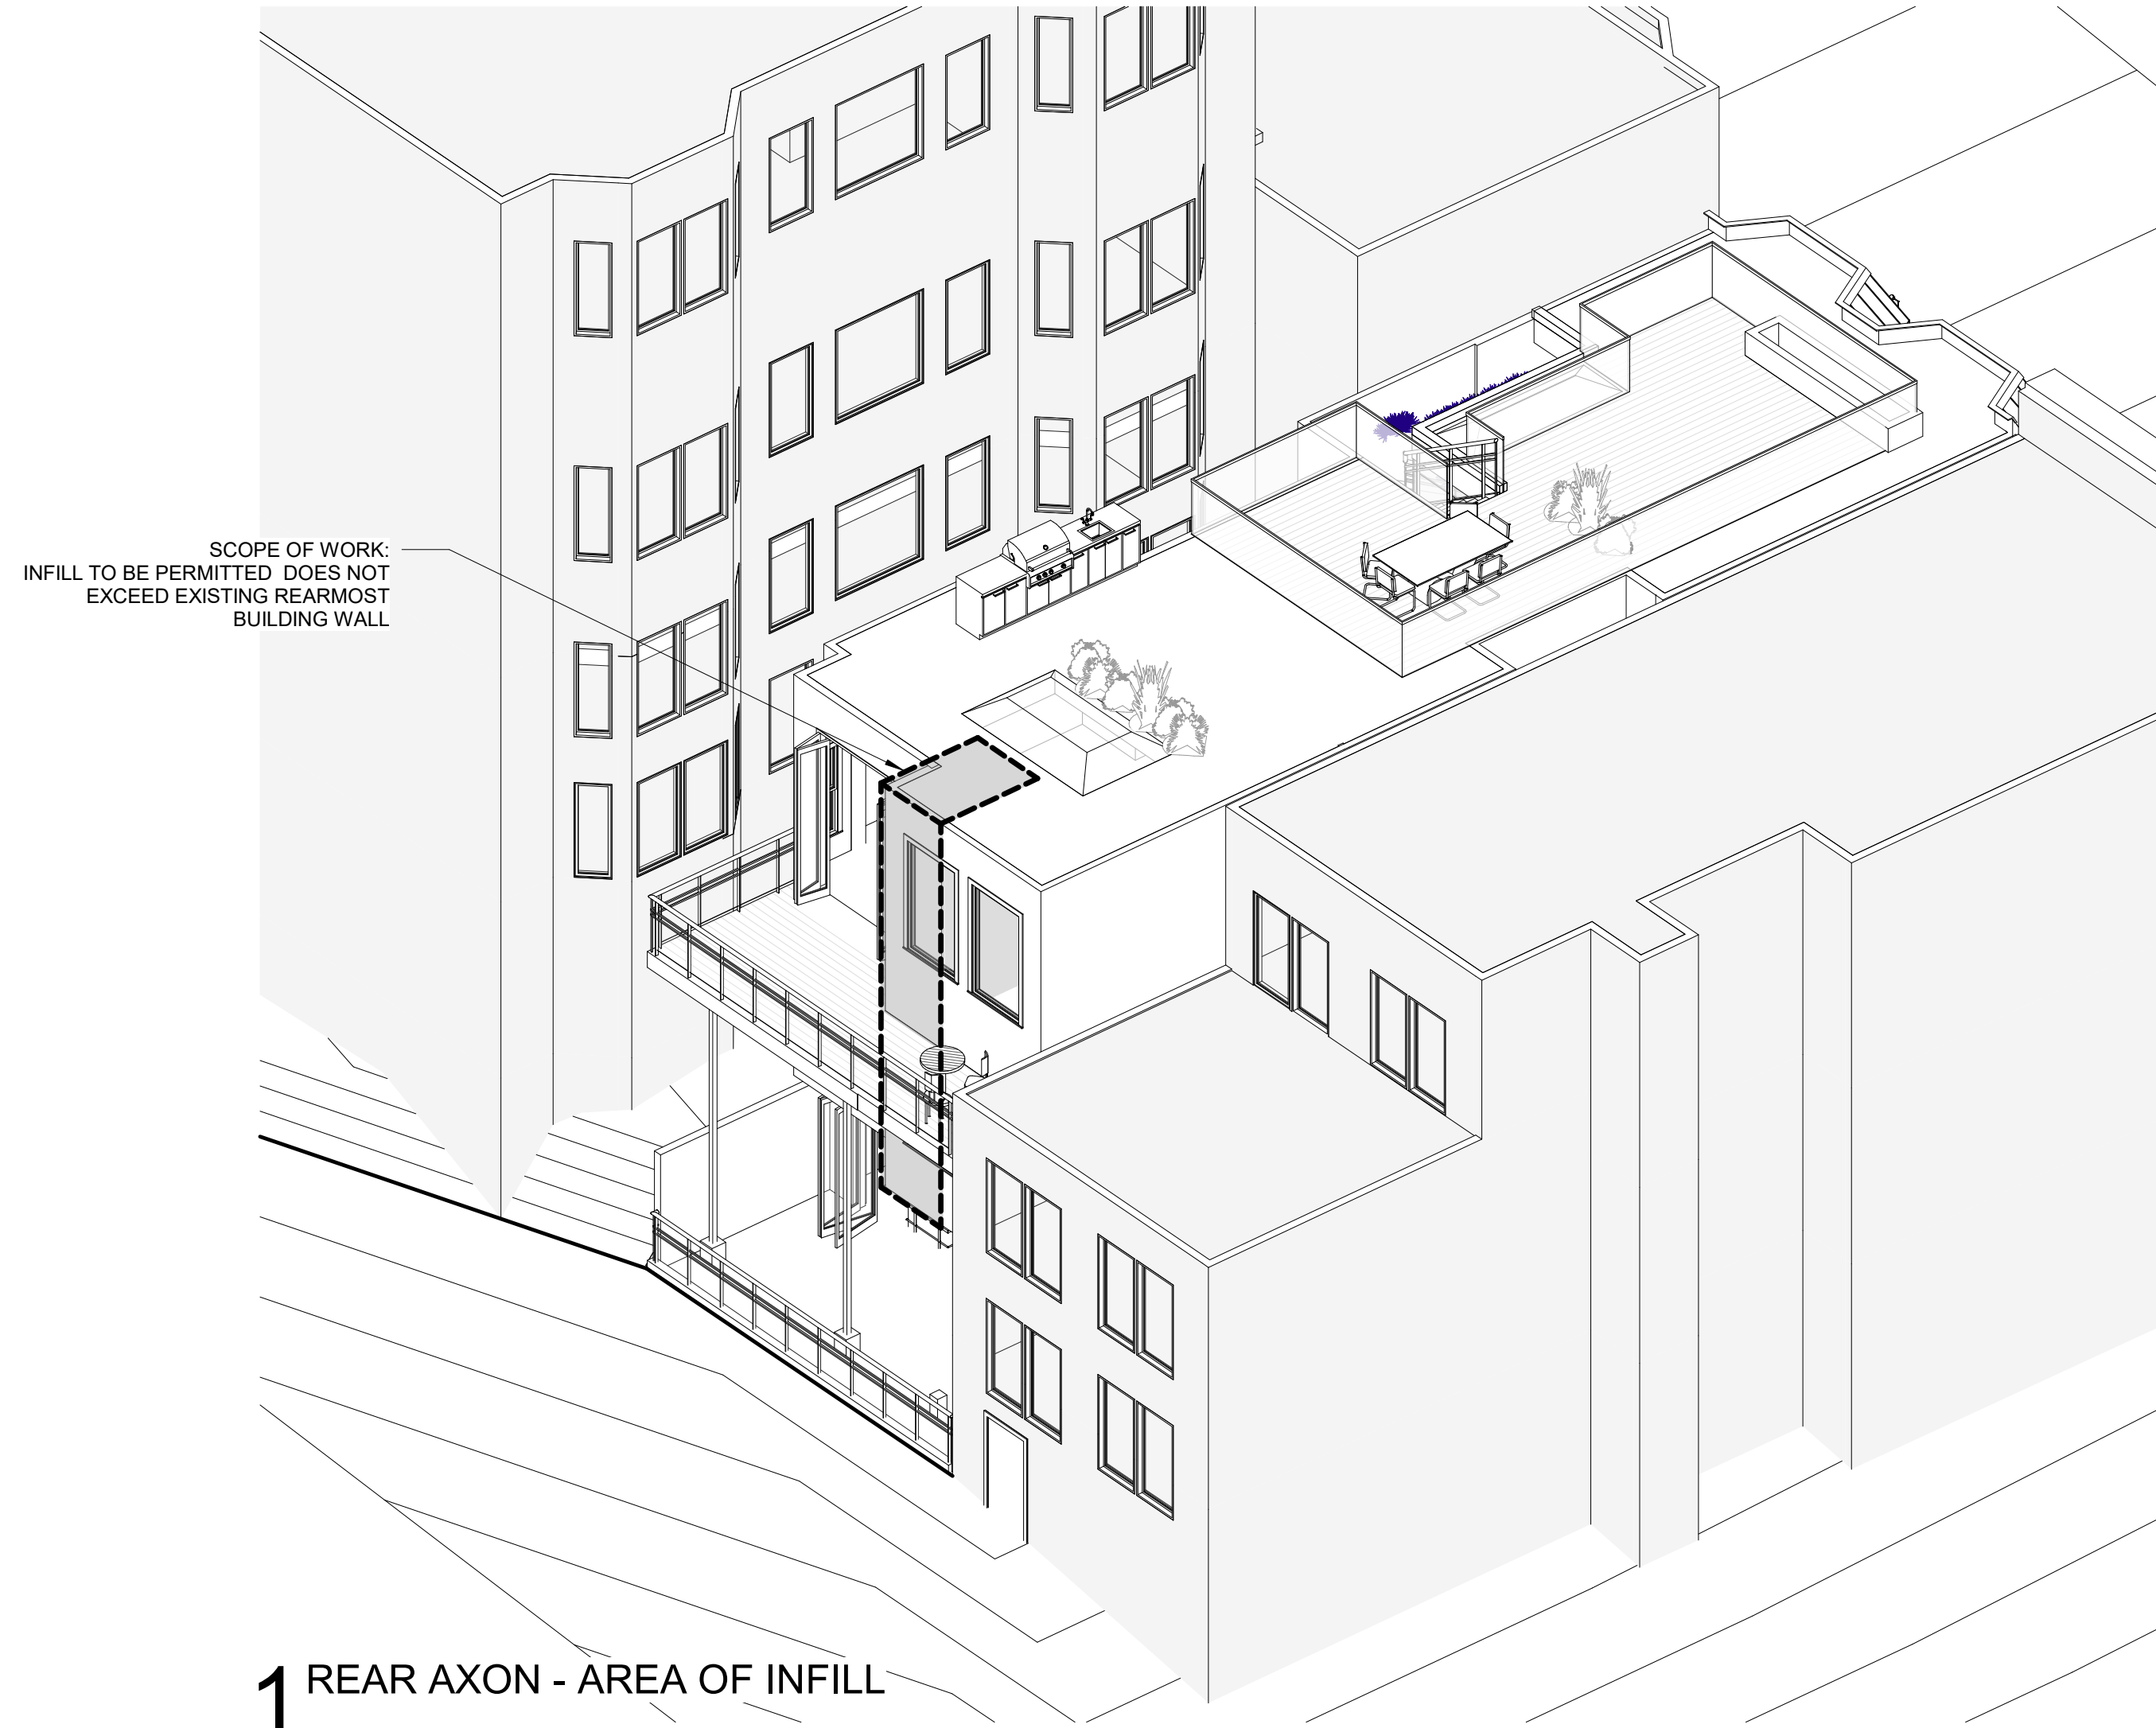 SCOPE OF WORK:
INFILL TO BE PERMITTED  DOES NOT
EXCEED EXISTING REARMOST
BUILDING WALL
1 REAR AXON - AREA OF INFILL